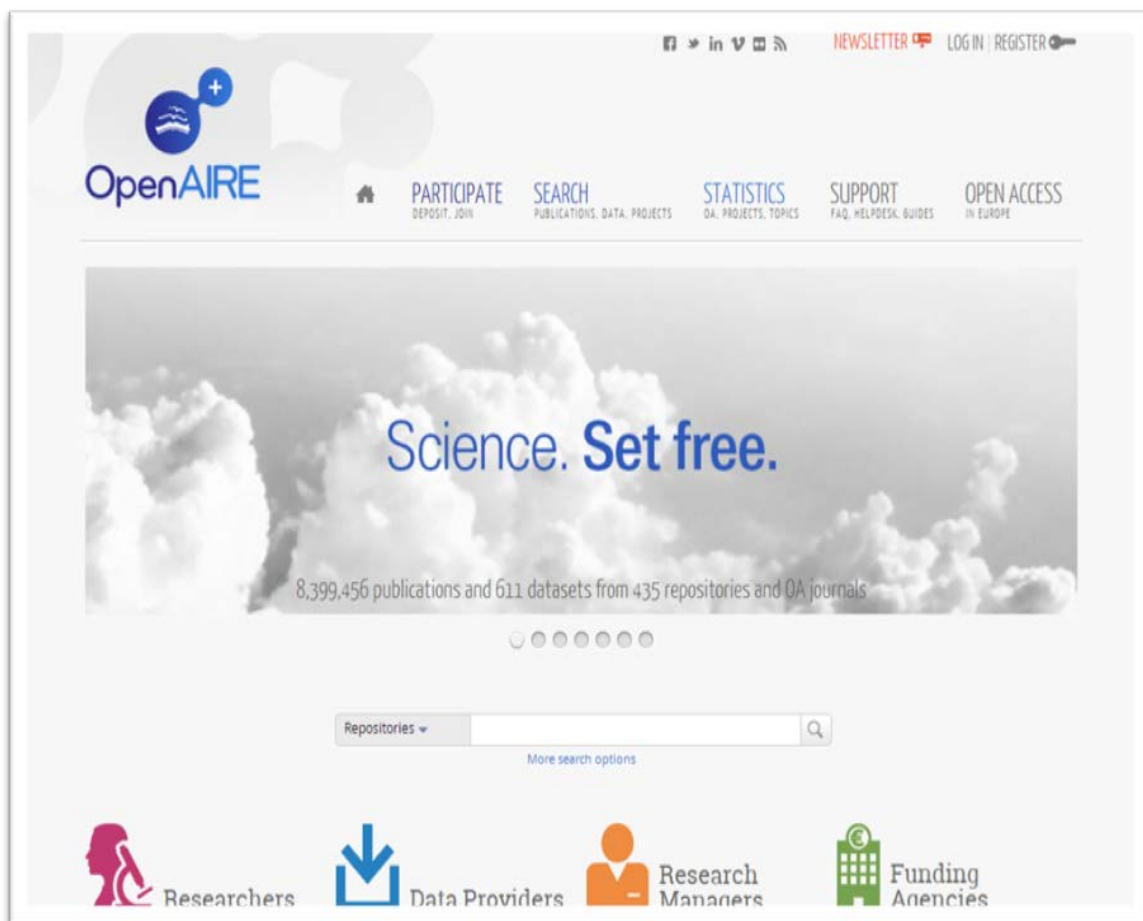 NEWSLETTER LOG IN | REGISTER
OpenAIRE
PARTICIPATE SEARCH STATISTICS SUPPORT OPEN ACCESS
DEPOSIT, JOIN PUBLICATIONS, DATA, PROJECTS OA, PROJECTS, TOPICS FAQ, HELPDESK, GUIDES IN EUROPE
Science. Set free.
8,399,456 publications and 611 datasets from 435 repositories and OA journals
Repositories
More search options
Researchers Data Providers Research Managers Funding Agencies